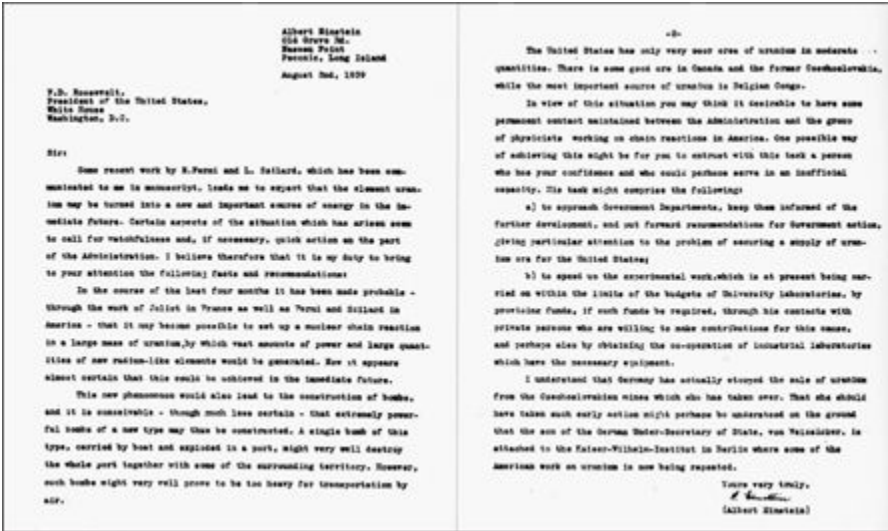 Albert Einstein
Old Grove Rd.
Nassau Point
Peconic, Long Island
August 2nd, 1939
F.D. Roosevelt,
President of the United States,
White House
Washington, D.C.
Sir:
Some recent work by E.Fermi and L. Szilard, which has been com-
municated to me in manuscript, leads me to expect that the element uran-
ium may be turned into a new and important source of energy in the im-
mediate future. Certain aspects of the situation which has arisen seem
to call for watchfulness and, if necessary, quick action on the part
of the Administration. I believe therefore that it is my duty to bring
to your attention the following facts and recommendations:
In the course of the last four months it has been made probable -
through the work of Joliot in France as well as Fermi and Szilard in
America - that it may become possible to set up a nuclear chain reaction
in a large mass of uranium,by which vast amounts of power and large quant-
ities of new radium-like elements would be generated. Now it appears
almost certain that this could be achieved in the immediate future.
This new phenomenon would also lead to the construction of bombs,
and it is conceivable - though much less certain - that extremely power-
ful bombs of a new type may thus be constructed. A single bomb of this
type, carried by boat and exploded in a port, might very well destroy
the whole port together with some of the surrounding territory. However,
such bombs might very well prove to be too heavy for transportation by
air.
-2-
The United States has only very poor ores of uranium in moderate
quantities. There is some good ore in Canada and the former Czechoslovakia,
while the most important source of uranium is Belgian Congo.
In view of this situation you may think it desirable to have some
permanent contact maintained between the Administration and the group
of physicists working on chain reactions in America. One possible way
of achieving this might be for you to entrust with this task a person
who has your confidence and who could perhaps serve in an inofficial
capacity. His task might comprise the following:
a) to approach Government Departments, keep them informed of the
further development, and put forward recommendations for Government action,
giving particular attention to the problem of securing a supply of uran-
ium ore for the United States;
b) to speed up the experimental work,which is at present being car-
ried on within the limits of the budgets of University laboratories, by
providing funds, if such funds be required, through his contacts with
private persons who are willing to make contributions for this cause,
and perhaps also by obtaining the co-operation of industrial laboratories
which have the necessary equipment.
I understand that Germany has actually stopped the sale of uranium
from the Czechoslovakian mines which she has taken over. That she should
have taken such early action might perhaps be understood on the ground
that the son of the German Under-Secretary of State, von Weizsäcker, is
attached to the Kaiser-Wilhelm-Institut in Berlin where some of the
American work on uranium is now being repeated.
Yours very truly,
A. Einstein
(Albert Einstein)